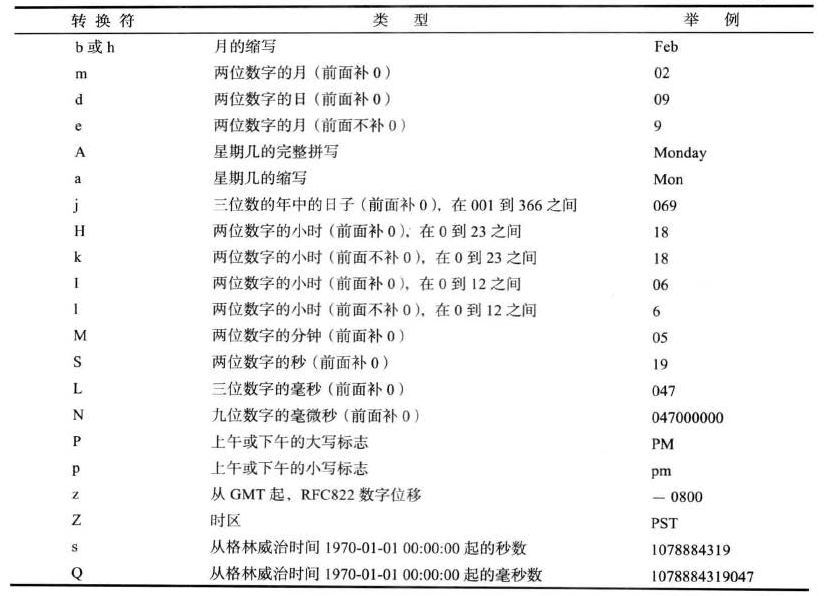 转换符 类型 举例
b或h 月的缩写 Feb
m 两位数字的月（前面补0） 02
d 两位数字的日（前面补0） 09
e 两位数字的月（前面不补0） 9
A 星期几的完整拼写 Monday
a 星期几的缩写 Mon
j 三位数的年中的日子（前面补0），在001到366之间 069
H 两位数字的小时（前面补0），在0到23之间 18
k 两位数字的小时（前面不补0），在0到23之间 18
I 两位数字的小时（前面补0），在0到12之间 06
l 两位数字的小时（前面不补0），在0到12之间 6
M 两位数字的分钟（前面补0） 05
S 两位数字的秒（前面补0） 19
L 三位数字的毫秒（前面补0） 047
N 九位数字的毫微秒（前面补0） 047000000
P 上午或下午的大写标志 PM
p 上午或下午的小写标志 pm
z 从GMT起，RFC822数字位移 －0800
Z 时区 PST
s 从格林威治时间1970-01-01 00:00:00起的秒数 1078884319
Q 从格林威治时间1970-01-01 00:00:00起的毫秒数 1078884319047